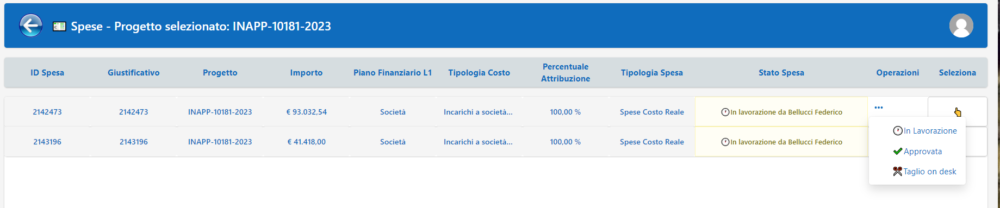 Spese - Progetto selezionato: INAPP-10181-2023
ID Spesa Giustificativo Progetto Importo Piano Finanziario L1 Tipologia Costo Percentuale Attribuzione Tipologia Spesa Stato Spesa Operazioni Seleziona
2142473 2142473 INAPP-10181-2023 € 93.032,54 Società Incarichi a società... 100,00 % Spese Costo Reale In lavorazione da Bellucci Federico ...
2143196 2143196 INAPP-10181-2023 € 41.418,00 Società Incarichi a società... 100,00 % Spese Costo Reale In lavorazione da Bellucci Federico
In Lavorazione
Approvata
Taglio on desk